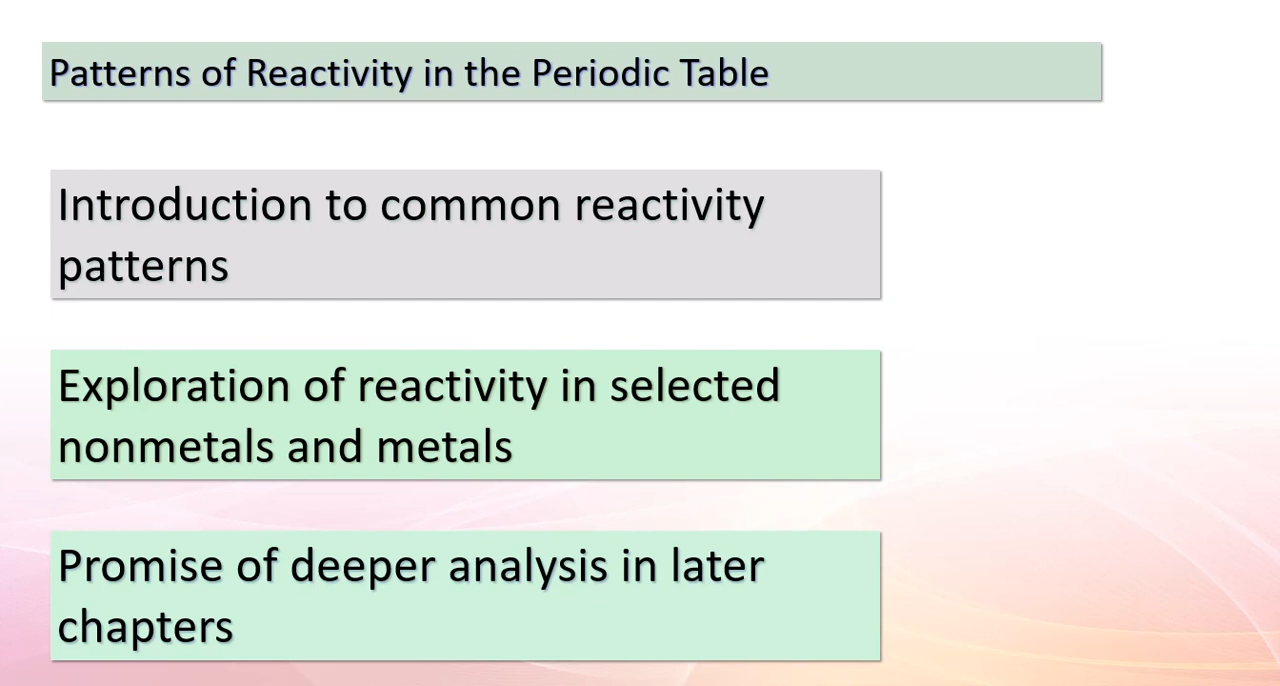 Patterns of Reactivity in the Periodic Table
Introduction to common reactivity
patterns
Exploration of reactivity in selected
nonmetals and metals
Promise of deeper analysis in later
chapters